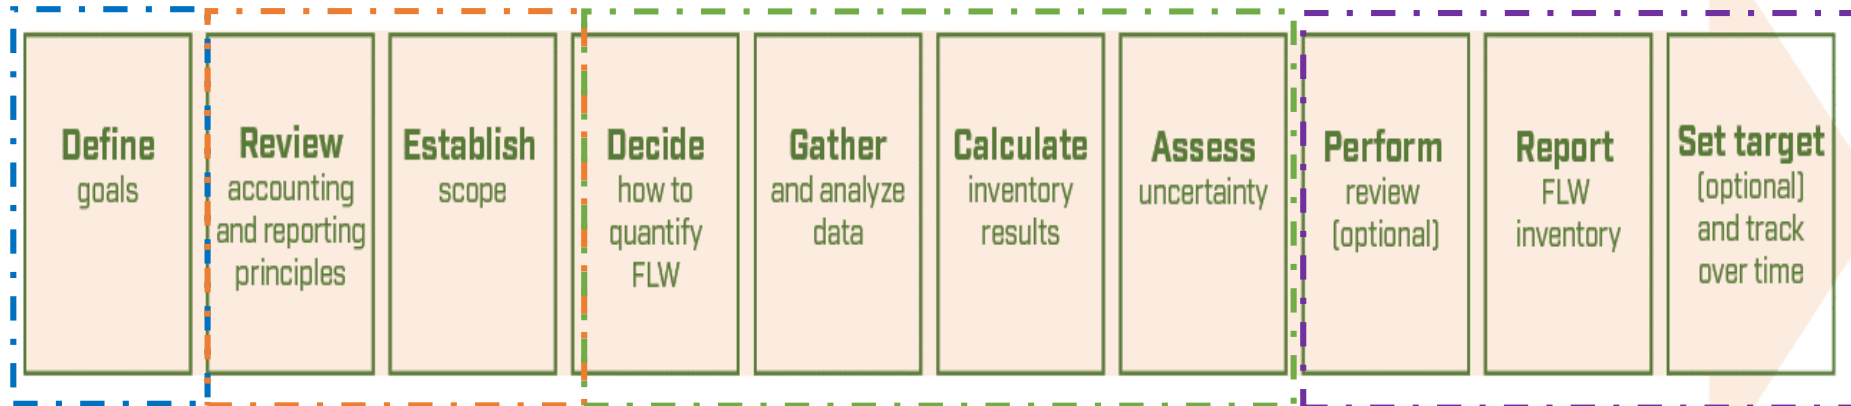 Define
goals
Review
accounting
and reporting
principles
Establish
scope
Decide
how to
quantify
FLW
Gather
and analyze
data
Calculate
inventory
results
Assess
uncertainty
Perform
review
(optional)
Report
FLW
inventory
Set target
(optional)
and track
over time